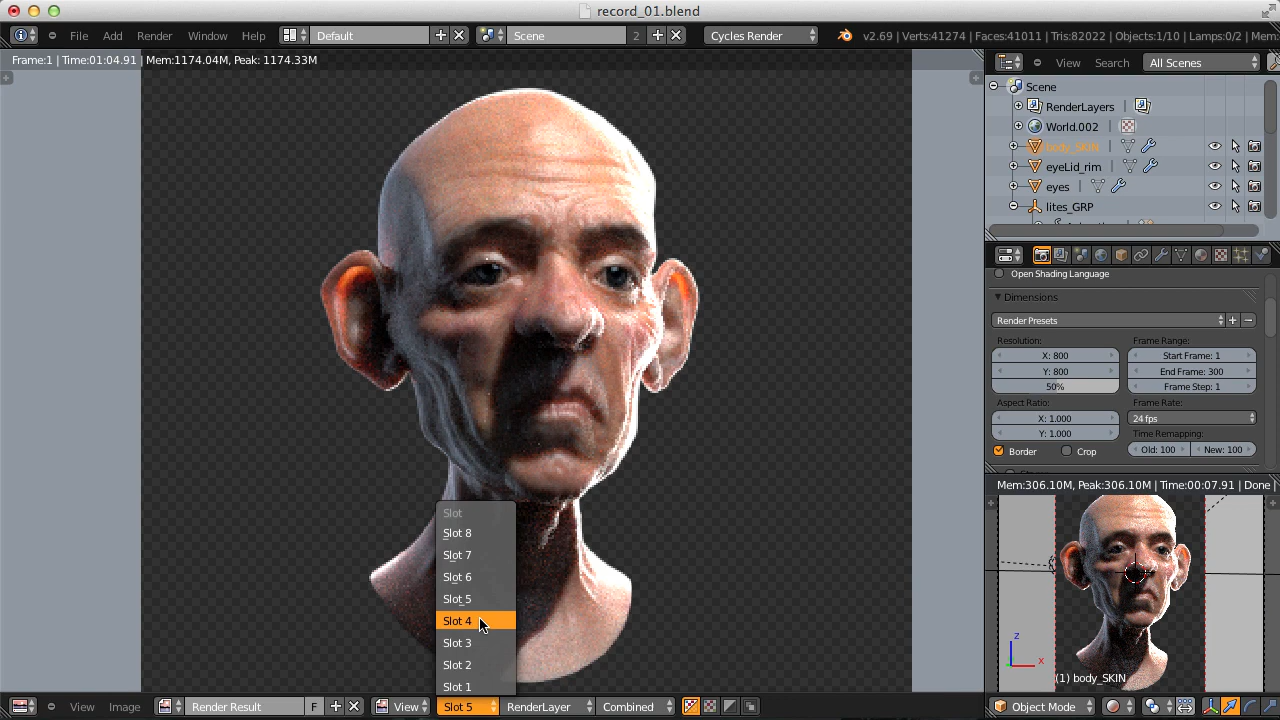 record_01.blend
File Add Render Window Help Default Scene 2 Cycles Render v2.69 | Verts:41274 | Faces:41011 | Tris:82022 | Objects:1/10 | Lamps:0/2 | Mem:
Frame:1 | Time:01:04.91 | Mem:1174.04M, Peak: 1174.33M
View Search All Scenes
Scene
RenderLayers
World.002
body_SKIN
eyeLid_rim
eyes
lites_GRP
Open Shading Language
Dimensions
Render Presets
Resolution: Frame Range:
X: 800 Start Frame: 1
Y: 800 End Frame: 300
50% Frame Step: 1
Aspect Ratio: Frame Rate:
X: 1.000 24 fps
Y: 1.000 Time Remapping:
Border Crop Old: 100 New: 100
Mem:306.10M, Peak:306.10M | Time:00:07.91 | Done |
z
x
(1) body_SKIN
Slot
Slot 8
Slot 7
Slot 6
Slot 5
Slot 4
Slot 3
Slot 2
Slot 1
View Image Render Result F View Slot 5 RenderLayer Combined Object Mode